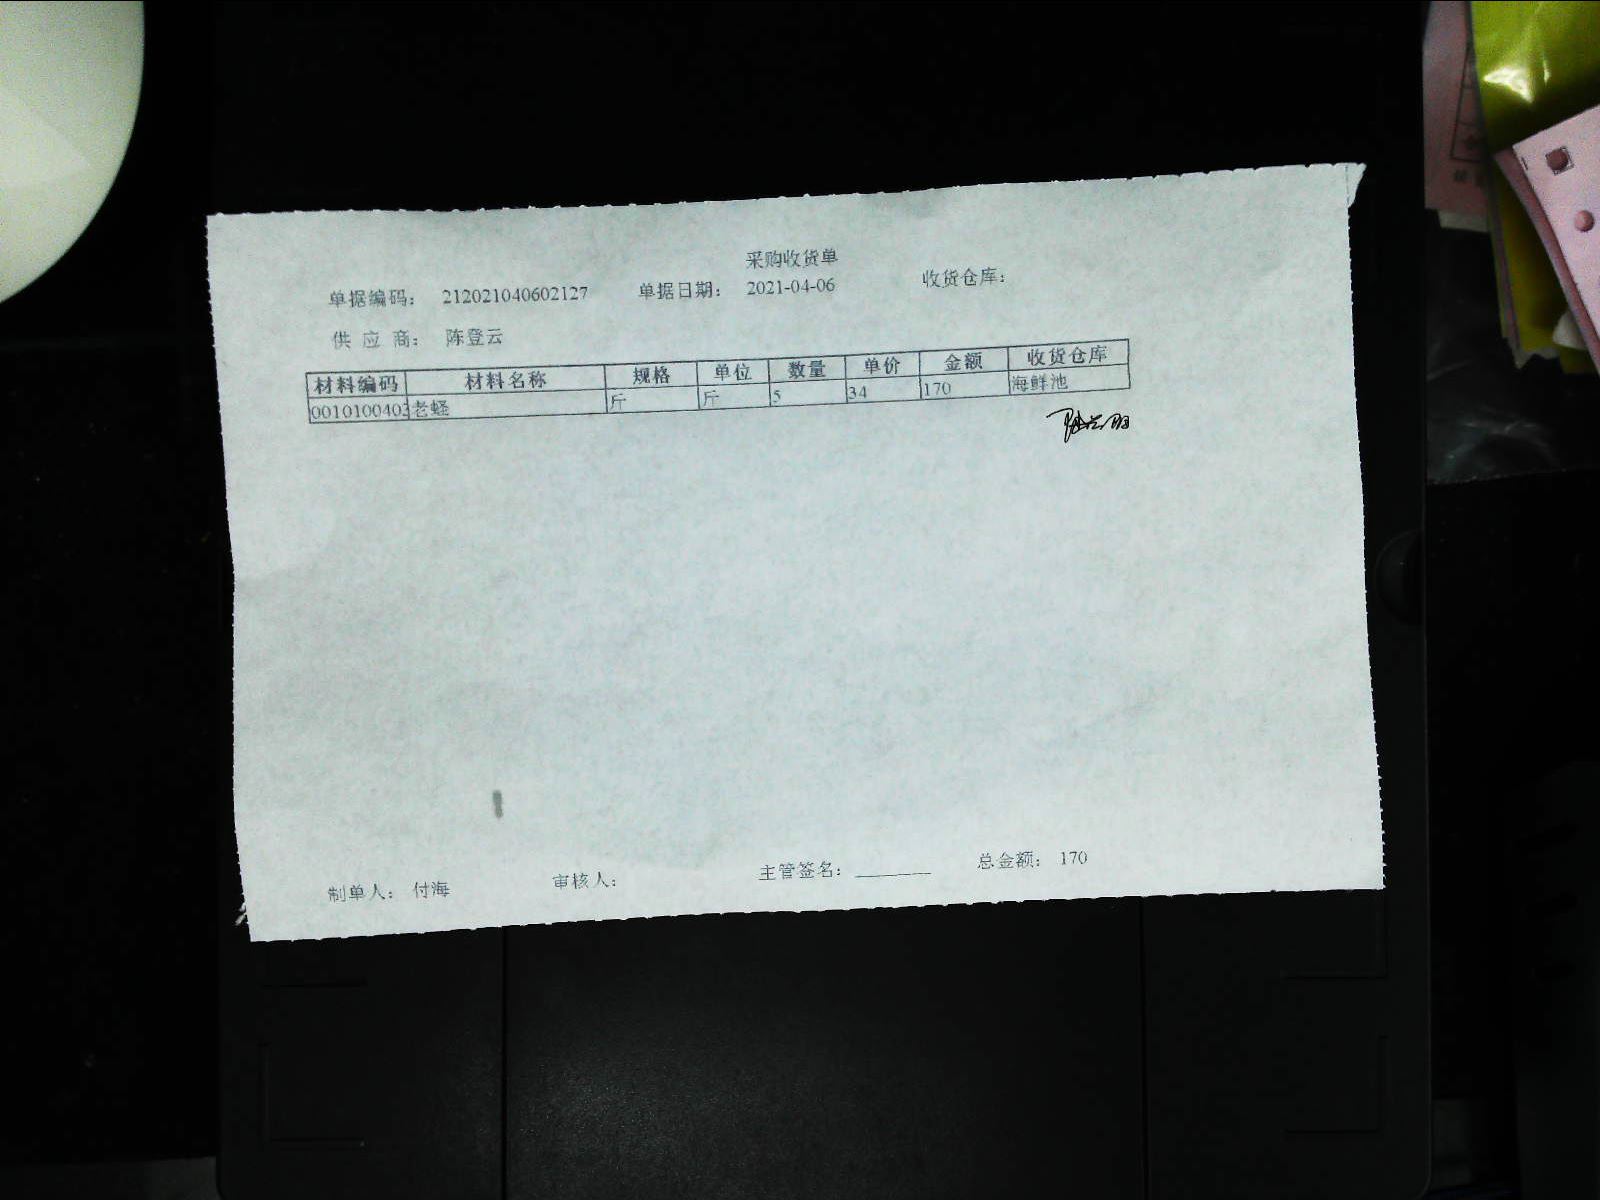 采购收货单
单据编码： 212021040602127 单据日期： 2021-04-06 收货仓库：
供 应 商： 陈登云
材料编码 材料名称 规格 单位 数量 单价 金额 收货仓库
0010100403 老蛏 斤 斤 5 34 170 海鲜池
制单人： 付海 审核人： 主管签名： 总金额： 170